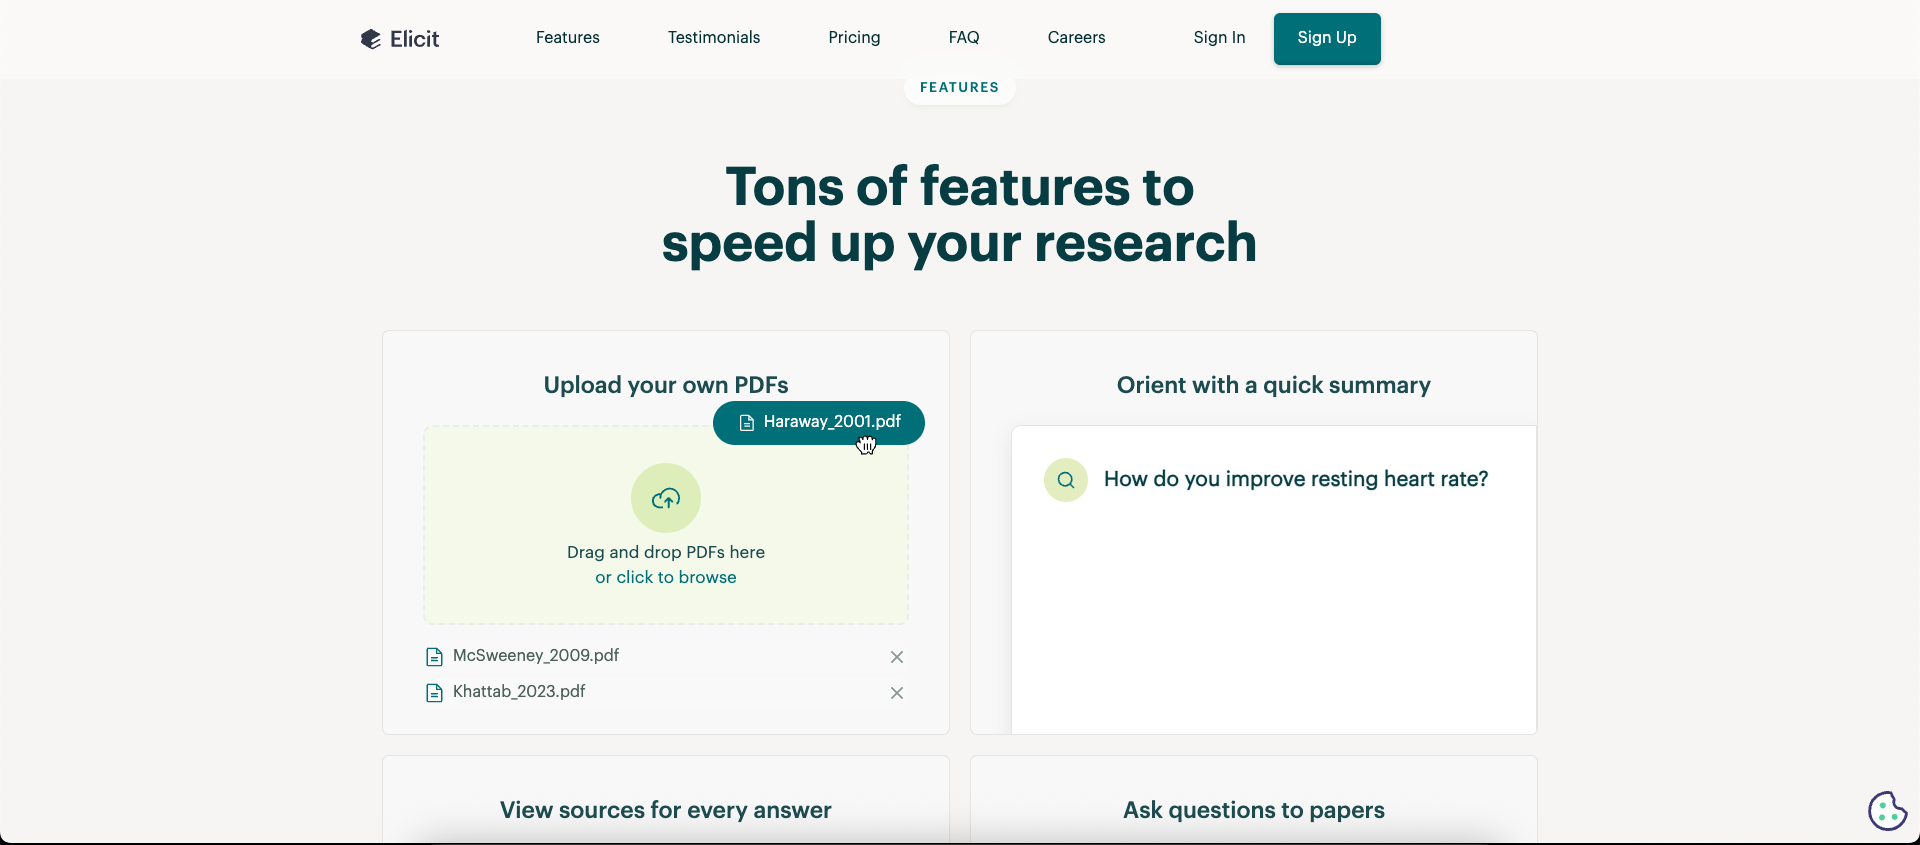 Elicit
Features
Testimonials
Pricing
FAQ
Careers
Sign In
Sign Up
FEATURES
Tons of features to
speed up your research
Upload your own PDFs
Haraway_2001.pdf
Drag and drop PDFs here
or click to browse
McSweeney_2009.pdf
Khattab_2023.pdf
Orient with a quick summary
How do you improve resting heart rate?
View sources for every answer
Ask questions to papers